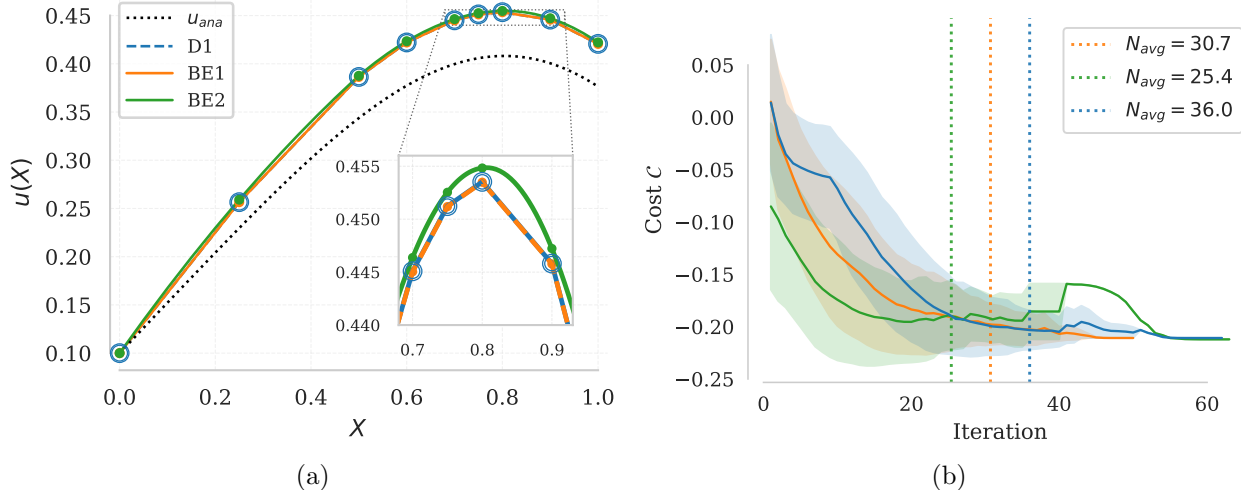 u_ana
D1
BE1
BE2
0.45
0.40
0.35
0.30
0.25
0.20
0.15
0.10
u(X)
0.455
0.450
0.445
0.440
0.7 0.8 0.9
0.0 0.2 0.4 0.6 0.8 1.0
X
(a)
N_avg = 30.7
N_avg = 25.4
N_avg = 36.0
0.05
0.00
−0.05
−0.10
−0.15
−0.20
−0.25
Cost C
0 20 40 60
Iteration
(b)